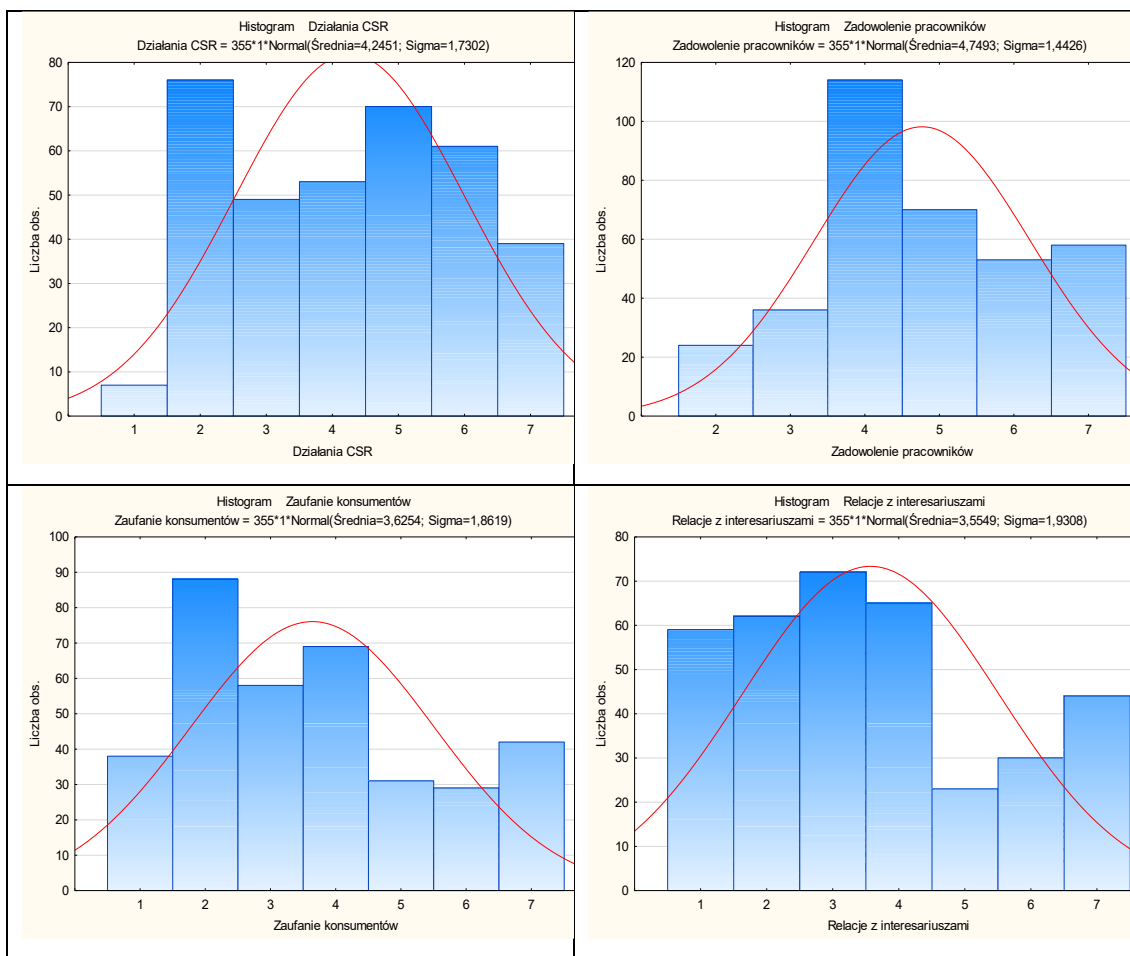 Histogram Działania CSR
Działania CSR = 355*1*Normal(Średnia=4,2451; Sigma=1,7302)
80
70
60
50
40
30
20
10
0
Liczba obs.
1 2 3 4 5 6 7
Działania CSR
Histogram Zadowolenie pracowników
Zadowolenie pracowników = 355*1*Normal(Średnia=4,7493; Sigma=1,4426)
120
100
80
60
40
20
0
Liczba obs.
2 3 4 5 6 7
Zadowolenie pracowników
Histogram Zaufanie konsumentów
Zaufanie konsumentów = 355*1*Normal(Średnia=3,6254; Sigma=1,8619)
100
90
80
70
60
50
40
30
20
10
0
Liczba obs.
1 2 3 4 5 6 7
Zaufanie konsumentów
Histogram Relacje z interesariuszami
Relacje z interesariuszami = 355*1*Normal(Średnia=3,5549; Sigma=1,9308)
80
70
60
50
40
30
20
10
0
Liczba obs.
1 2 3 4 5 6 7
Relacje z interesariuszami